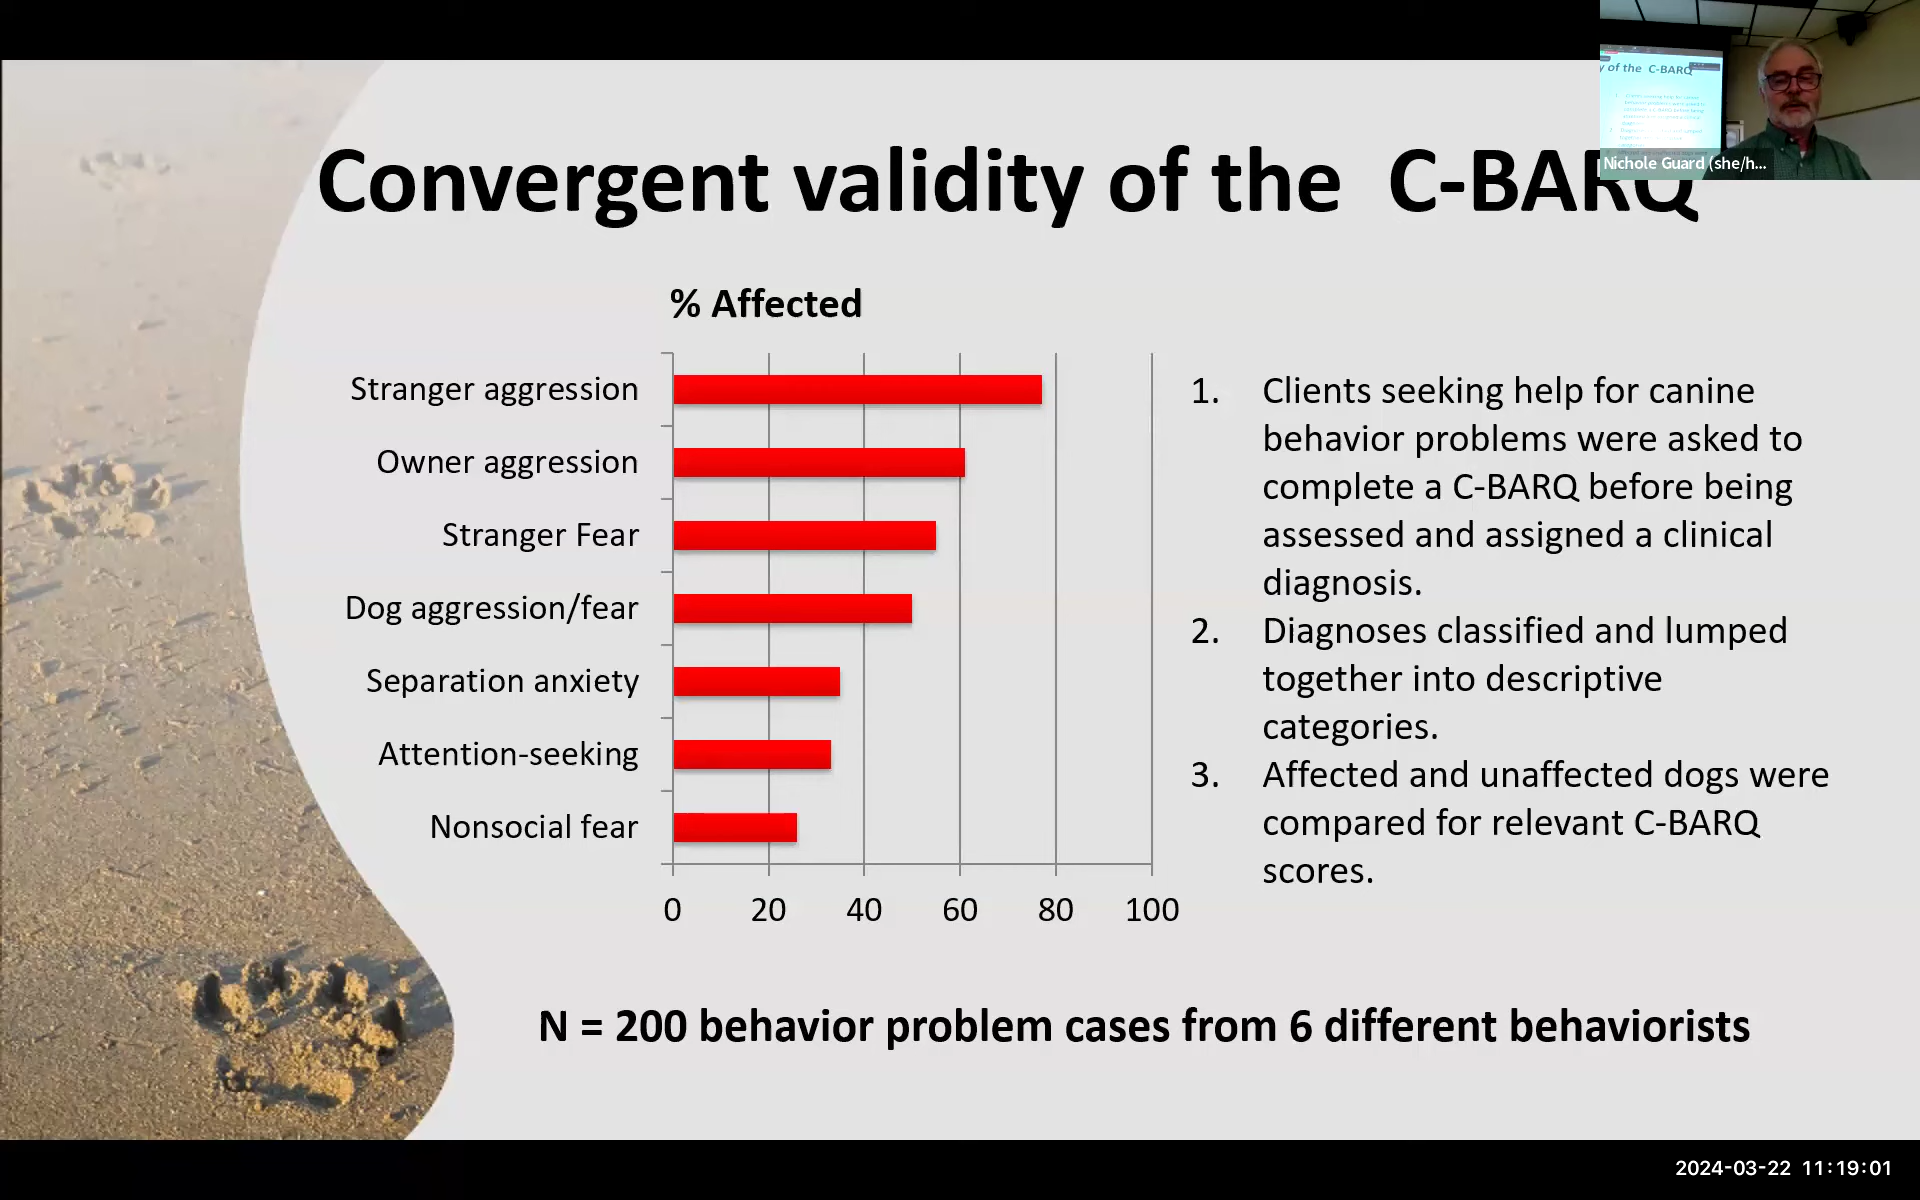 y of the C-BARQ
Nichole Guard (she/h...
Convergent validity of the C-BARQ
% Affected
Stranger aggression
Owner aggression
Stranger Fear
Dog aggression/fear
Separation anxiety
Attention-seeking
Nonsocial fear
0 20 40 60 80 100
1. Clients seeking help for canine
behavior problems were asked to
complete a C-BARQ before being
assessed and assigned a clinical
diagnosis.
2. Diagnoses classified and lumped
together into descriptive
categories.
3. Affected and unaffected dogs were
compared for relevant C-BARQ
scores.
N = 200 behavior problem cases from 6 different behaviorists
2024-03-22 11:19:01